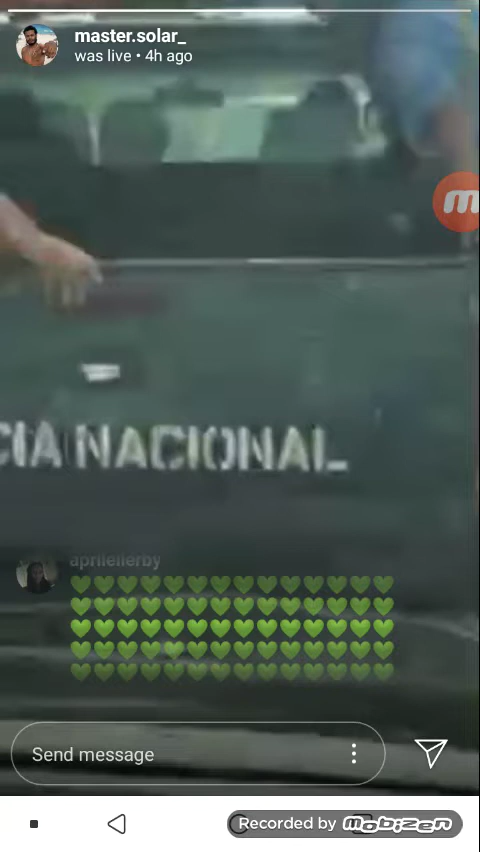 master.solar_
was live • 4h ago
CIA NACIONAL
aprilellerby
Send message
Recorded by mobizen